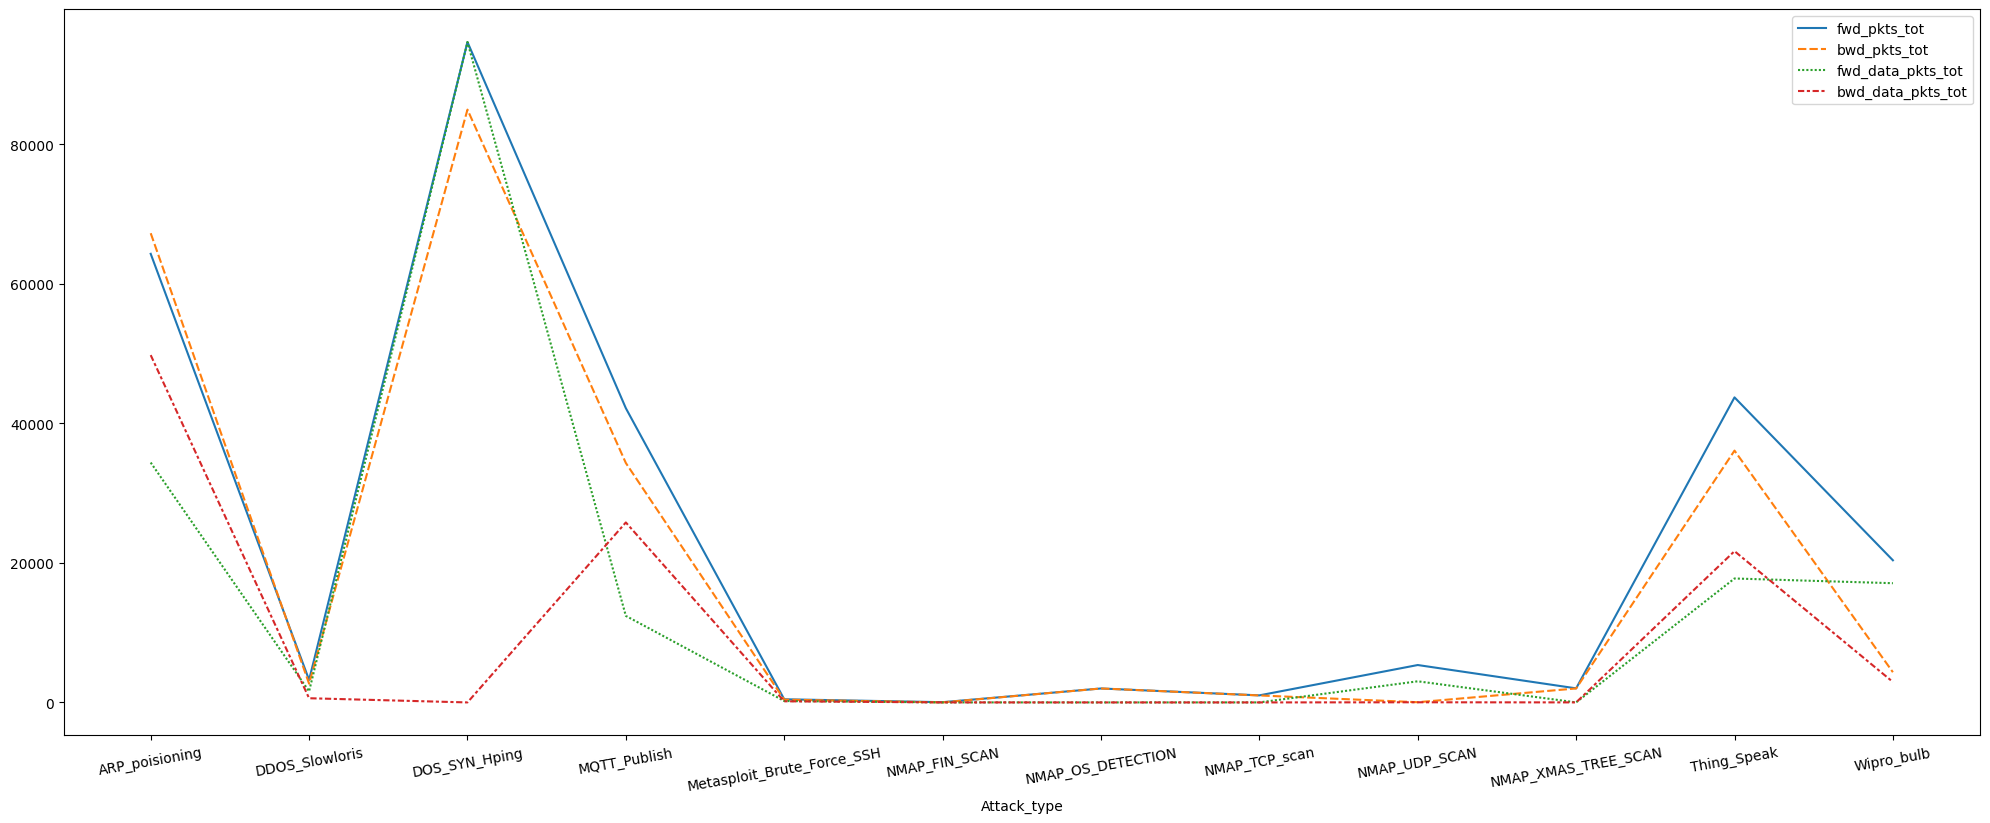 fwd_pkts_tot
bwd_pkts_tot
fwd_data_pkts_tot
bwd_data_pkts_tot
80000
60000
40000
20000
0
ARP_poisioning
DDOS_Slowloris
DOS_SYN_Hping
MQTT_Publish
Metasploit_Brute_Force_SSH
NMAP_FIN_SCAN
NMAP_OS_DETECTION
NMAP_TCP_scan
NMAP_UDP_SCAN
NMAP_XMAS_TREE_SCAN
Thing_Speak
Wipro_bulb
Attack_type